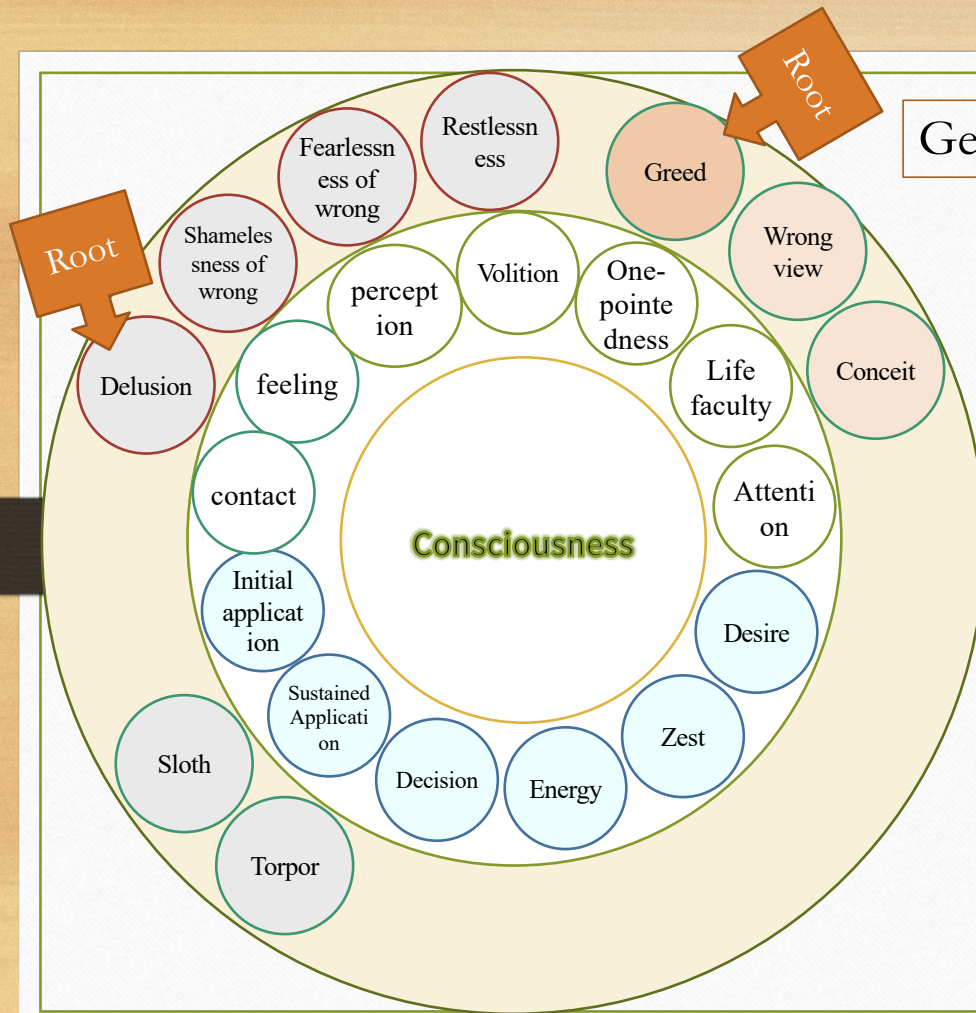 Root
Ge
Restlessn
ess
Fearlessn
ess of
wrong
Greed
Root
Shameles
sness of
wrong
Wrong
view
Volition
One-
pointe
dness
percept
ion
Delusion
feeling
Life
faculty
Conceit
contact
Attenti
on
Consciousness
Initial
applicat
ion
Desire
Sustained
Applicati
on
Zest
Sloth
Decision
Energy
Torpor